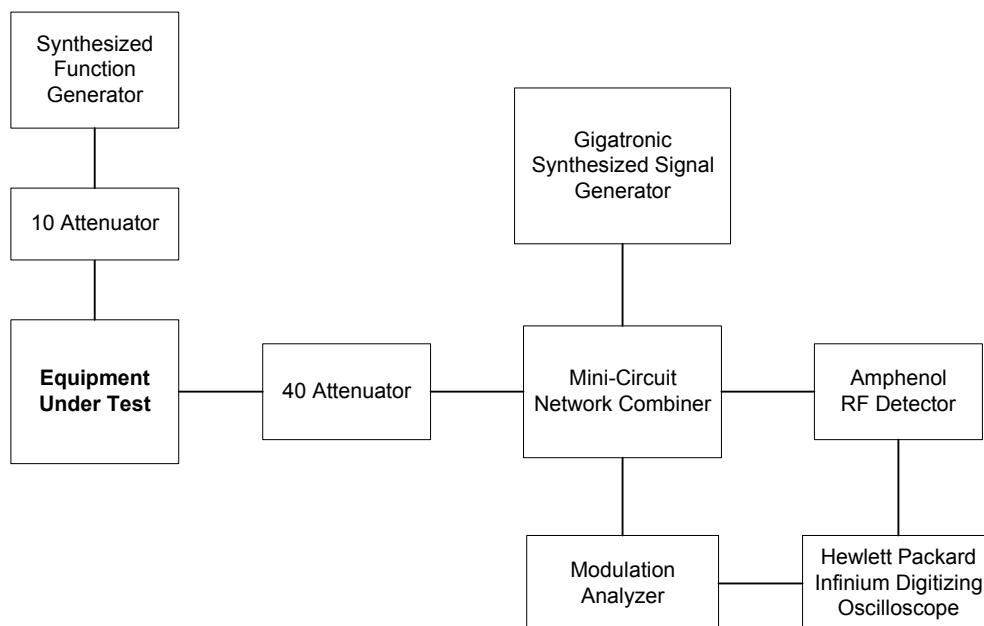 Synthesized
Function
Generator
Gigatronic
Synthesized Signal
Generator
10 Attenuator
Equipment
Under Test
40 Attenuator
Mini-Circuit
Network Combiner
Amphenol
RF Detector
Modulation
Analyzer
Hewlett Packard
Infinium Digitizing
Oscilloscope